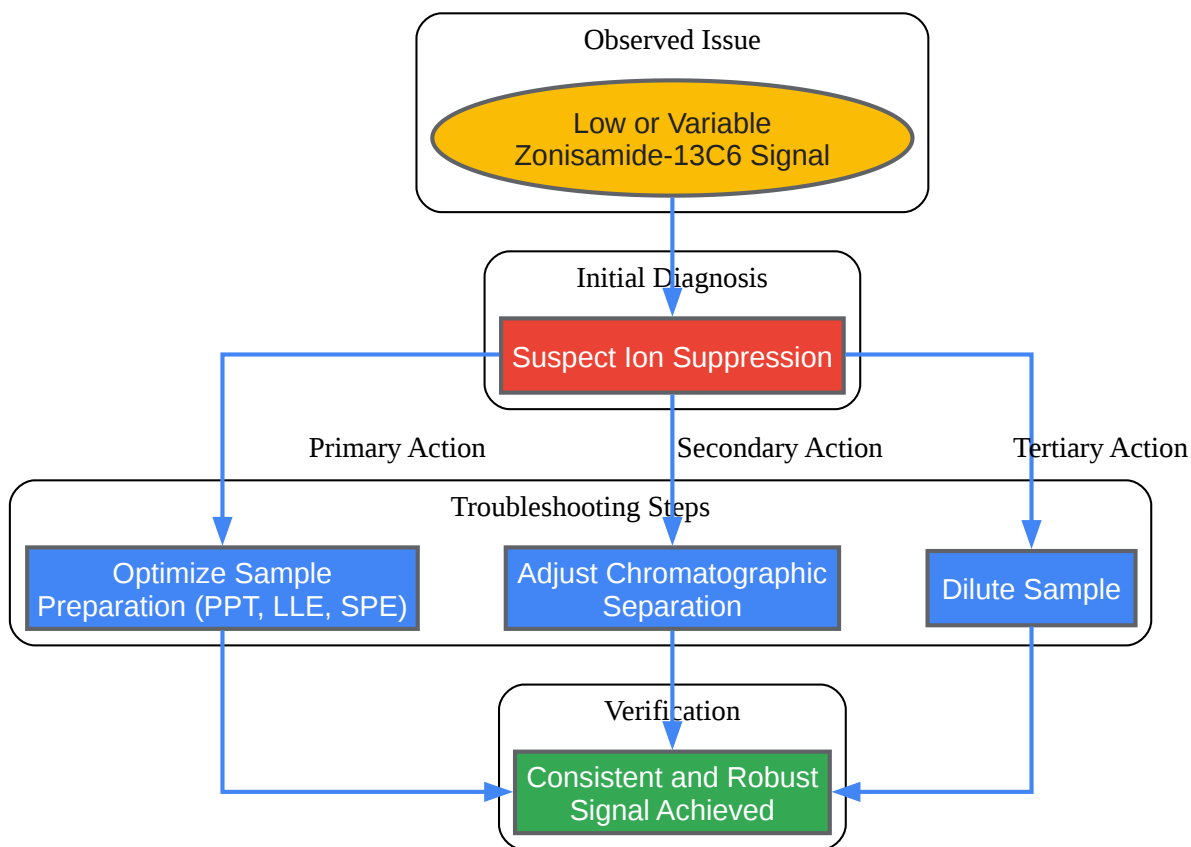 Observed Issue
Low or Variable
Zonisamide-13C6 Signal
Initial Diagnosis
Suspect Ion Suppression
Primary Action
Secondary Action
Tertiary Action
Troubleshooting Steps
Optimize Sample
Preparation (PPT, LLE, SPE)
Adjust Chromatographic
Separation
Dilute Sample
Verification
Consistent and Robust
Signal Achieved